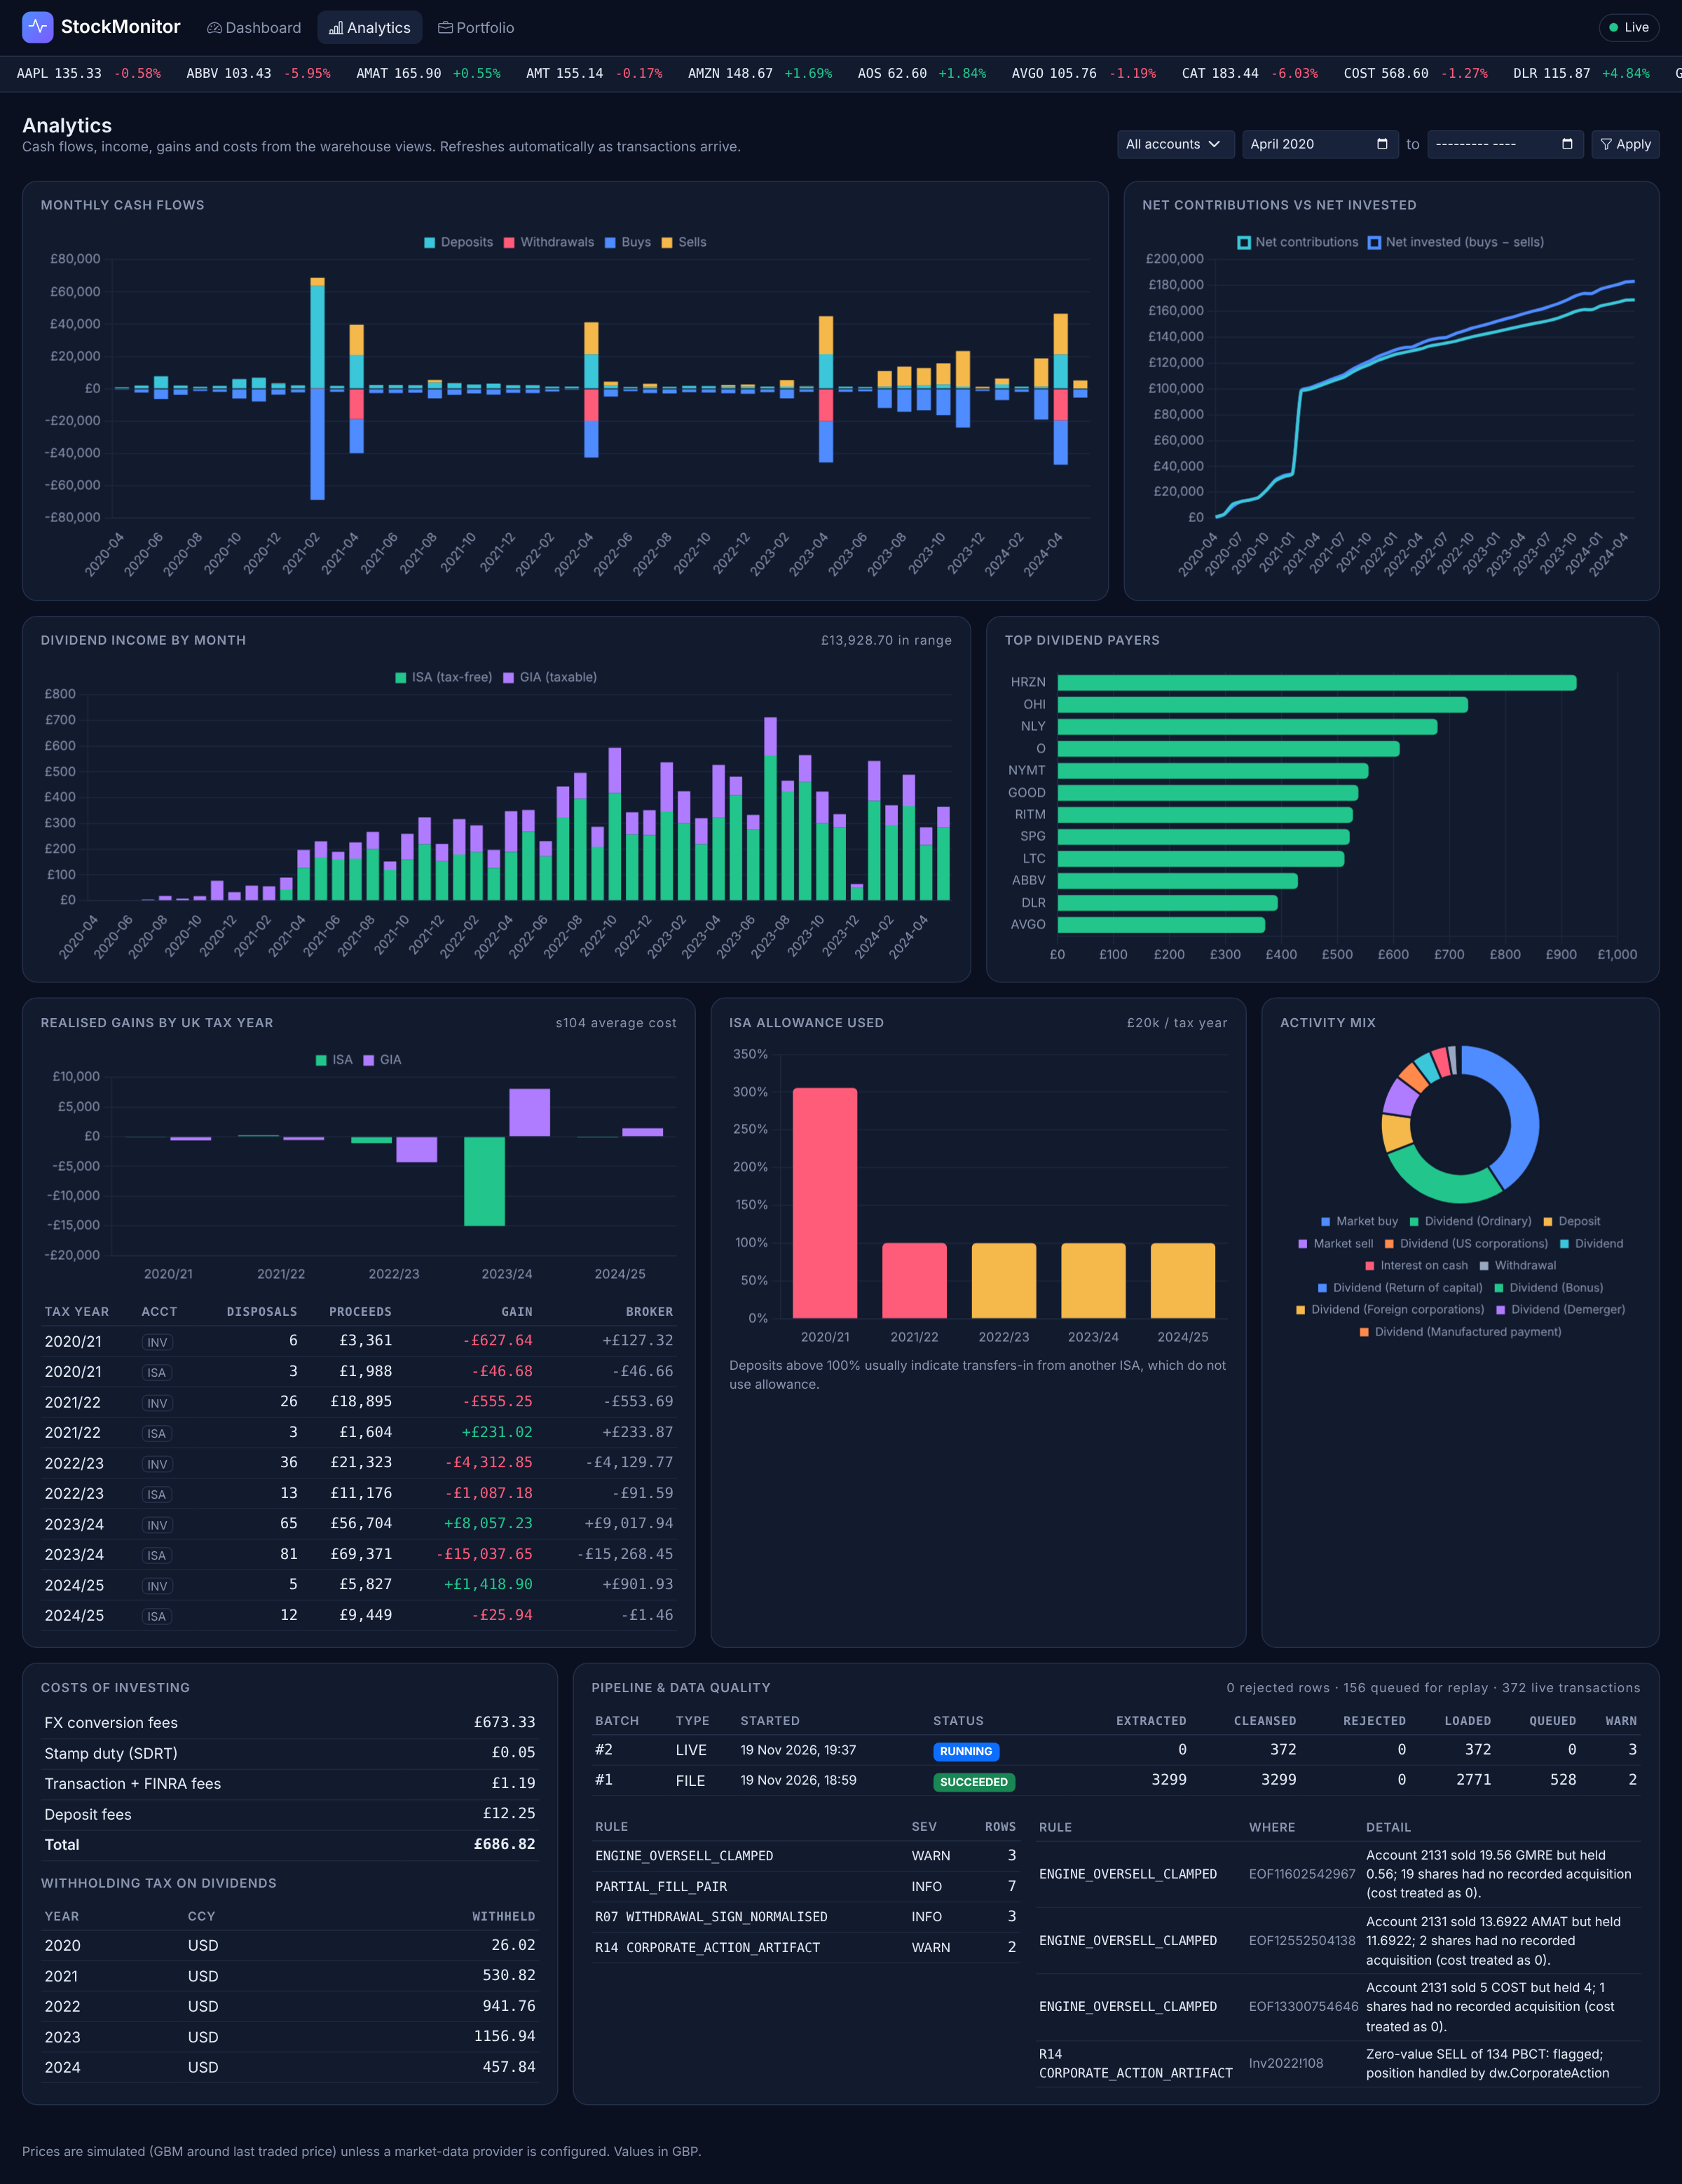 StockMonitor Dashboard Analytics Portfolio Live
AAPL 135.33 -0.58% ABBV 103.43 -5.95% AMAT 165.90 +0.55% AMT 155.14 -0.17% AMZN 148.67 +1.69% AOS 62.60 +1.84% AVGO 105.76 -1.19% CAT 183.44 -6.03% COST 568.60 -1.27% DLR 115.87 +4.84%
Analytics
Cash flows, income, gains and costs from the warehouse views. Refreshes automatically as transactions arrive.
All accounts April 2020 to --------- ---- Apply
MONTHLY CASH FLOWS
Deposits Withdrawals Buys Sells
£80,000
£60,000
£40,000
£20,000
£0
-£20,000
-£40,000
-£60,000
-£80,000
2020-04 2020-06 2020-08 2020-10 2020-12 2021-02 2021-04 2021-06 2021-08 2021-10 2021-12 2022-02 2022-04 2022-06 2022-08 2022-10 2022-12 2023-02 2023-04 2023-06 2023-08 2023-10 2023-12 2024-02 2024-04
NET CONTRIBUTIONS VS NET INVESTED
Net contributions Net invested (buys − sells)
£200,000
£180,000
£160,000
£140,000
£120,000
£100,000
£80,000
£60,000
£40,000
£20,000
£0
2020-04 2020-07 2020-10 2021-01 2021-04 2021-07 2021-10 2022-01 2022-04 2022-07 2022-10 2023-01 2023-04 2023-07 2023-10 2024-01 2024-04
DIVIDEND INCOME BY MONTH £13,928.70 in range
ISA (tax-free) GIA (taxable)
£800
£700
£600
£500
£400
£300
£200
£100
£0
2020-04 2020-06 2020-08 2020-10 2020-12 2021-02 2021-04 2021-06 2021-08 2021-10 2021-12 2022-02 2022-04 2022-06 2022-08 2022-10 2022-12 2023-02 2023-04 2023-06 2023-08 2023-10 2023-12 2024-02 2024-04
TOP DIVIDEND PAYERS
HRZN
OHI
NLY
O
NYMT
GOOD
RITM
SPG
LTC
ABBV
DLR
AVGO
£0 £100 £200 £300 £400 £500 £600 £700 £800 £900 £1,000
REALISED GAINS BY UK TAX YEAR s104 average cost
ISA GIA
£10,000
£5,000
£0
-£5,000
-£10,000
-£15,000
-£20,000
2020/21 2021/22 2022/23 2023/24 2024/25
TAX YEAR ACCT DISPOSALS PROCEEDS GAIN BROKER
2020/21 INV 6 £3,361 -£627.64 +£127.32
2020/21 ISA 3 £1,988 -£46.68 -£46.66
2021/22 INV 26 £18,895 -£555.25 -£553.69
2021/22 ISA 3 £1,604 +£231.02 +£233.87
2022/23 INV 36 £21,323 -£4,312.85 -£4,129.77
2022/23 ISA 13 £11,176 -£1,087.18 -£91.59
2023/24 INV 65 £56,704 +£8,057.23 +£9,017.94
2023/24 ISA 81 £69,371 -£15,037.65 -£15,268.45
2024/25 INV 5 £5,827 +£1,418.90 +£901.93
2024/25 ISA 12 £9,449 -£25.94 -£1.46
ISA ALLOWANCE USED £20k / tax year
350%
300%
250%
200%
150%
100%
50%
0%
2020/21 2021/22 2022/23 2023/24 2024/25
Deposits above 100% usually indicate transfers-in from another ISA, which do not
use allowance.
ACTIVITY MIX
Market buy Dividend (Ordinary) Deposit
Market sell Dividend (US corporations) Dividend
Interest on cash Withdrawal
Dividend (Return of capital) Dividend (Bonus)
Dividend (Foreign corporations) Dividend (Demerger)
Dividend (Manufactured payment)
COSTS OF INVESTING
FX conversion fees £673.33
Stamp duty (SDRT) £0.05
Transaction + FINRA fees £1.19
Deposit fees £12.25
Total £686.82
WITHHOLDING TAX ON DIVIDENDS
YEAR CCY WITHHELD
2020 USD 26.02
2021 USD 530.82
2022 USD 941.76
2023 USD 1156.94
2024 USD 457.84
PIPELINE & DATA QUALITY 0 rejected rows · 156 queued for replay · 372 live transactions
BATCH TYPE STARTED STATUS EXTRACTED CLEANSED REJECTED LOADED QUEUED WARN
#2 LIVE 19 Nov 2026, 19:37 RUNNING 0 372 0 372 0 3
#1 FILE 19 Nov 2026, 18:59 SUCCEEDED 3299 3299 0 2771 528 2
RULE SEV ROWS
ENGINE_OVERSELL_CLAMPED WARN 3
PARTIAL_FILL_PAIR INFO 7
R07 WITHDRAWAL_SIGN_NORMALISED INFO 3
R14 CORPORATE_ACTION_ARTIFACT WARN 2
RULE WHERE DETAIL
Account 2131 sold 19.56 GMRE but held
ENGINE_OVERSELL_CLAMPED EOF11602542967 0.56; 19 shares had no recorded acquisition
(cost treated as 0).
Account 2131 sold 13.6922 AMAT but held
ENGINE_OVERSELL_CLAMPED EOF12552504138 11.6922; 2 shares had no recorded
acquisition (cost treated as 0).
Account 2131 sold 5 COST but held 4; 1
ENGINE_OVERSELL_CLAMPED EOF13300754646 shares had no recorded acquisition (cost
treated as 0).
R14 Zero-value SELL of 134 PBCT: flagged;
CORPORATE_ACTION_ARTIFACT Inv2022!108 position handled by dw.CorporateAction
Prices are simulated (GBM around last traded price) unless a market-data provider is configured. Values in GBP.